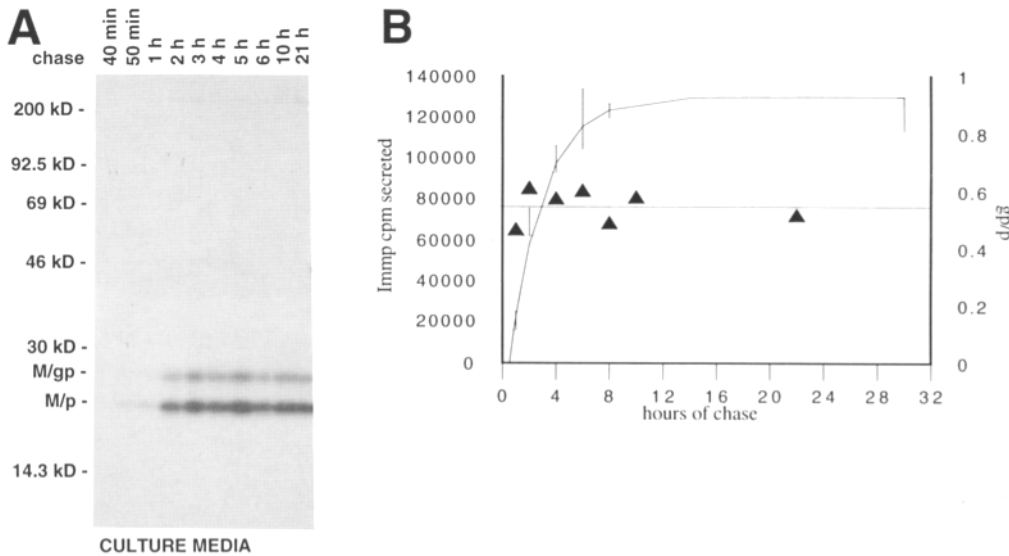 A
chase
40 min
50 min
1 h
2 h
3 h
4 h
5 h
6 h
10 h
21 h
200 kD -
92.5 kD -
69 kD -
46 kD -
30 kD -
M/gp -
M/p -
14.3 kD -
CULTURE MEDIA
B
Immp cpm secreted
140000
120000
100000
80000
60000
40000
20000
0
1
0.8
0.6
0.4
0.2
0
gp/p
0 4 8 12 16 20 24 28 32
hours of chase